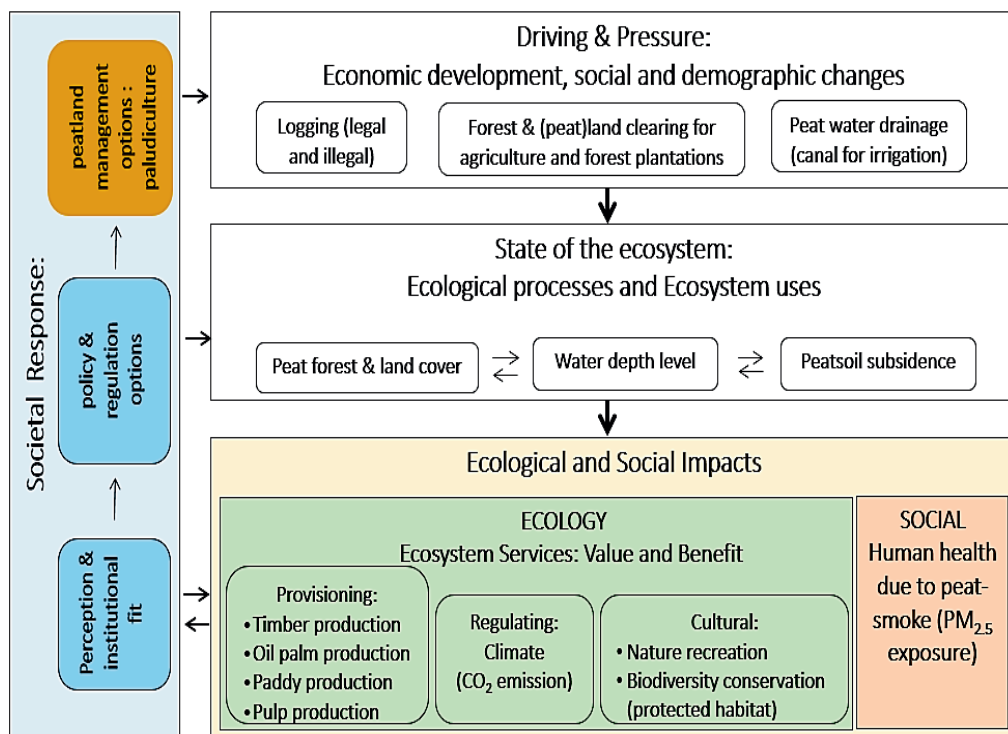 Societal Response:
peatland
management
options :
paludiculture
policy &
regulation
options
Perception &
institutional
fit
Driving & Pressure:
Economic development, social and demographic changes
Logging (legal
and illegal)
Forest & (peat)land clearing for
agriculture and forest plantations
Peat water drainage
(canal for irrigation)
State of the ecosystem:
Ecological processes and Ecosystem uses
Peat forest & land cover
Water depth level
Peatsoil subsidence
Ecological and Social Impacts
ECOLOGY
Ecosystem Services: Value and Benefit
Provisioning:
• Timber production
• Oil palm production
• Paddy production
• Pulp production
Regulating:
Climate
(CO₂ emission)
Cultural:
• Nature recreation
• Biodiversity conservation
(protected habitat)
SOCIAL
Human health
due to peat-
smoke (PM₂.₅
exposure)